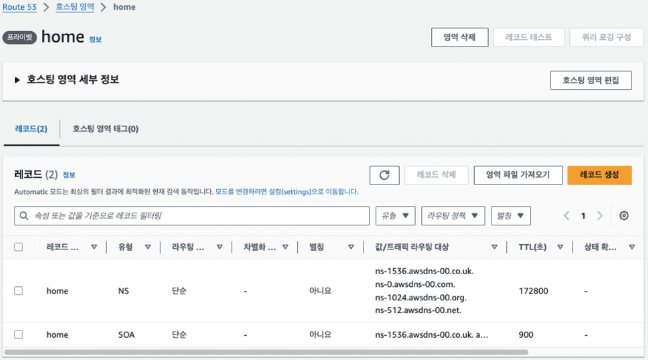 Route 53 > 호스팅 영역 > home
프라이빗 home 정보
영역 삭제 레코드 테스트 쿼리 로깅 구성
호스팅 영역 세부 정보
호스팅 영역 편집
레코드(2) 호스팅 영역 태그(0)
레코드 (2) 정보
레코드 삭제 영역 파일 가져오기 레코드 생성
Automatic 모드는 최상의 필터 결과에 최적화된 현재 검색 동작입니다. 모드를 변경하려면 설정(settings)으로 이동합니다.
속성 또는 값을 기준으로 레코드 필터링
유형 라우팅 정책 별칭
< 1 >
레코드 ... 유형 라우팅 ... 차별화 ... 별칭 값/트래픽 라우팅 대상 TTL(초) 상태 확...
home NS 단순 - 아니요
ns-1536.awsdns-00.co.uk.
ns-0.awsdns-00.com.
ns-1024.awsdns-00.org.
ns-512.awsdns-00.net.
172800 -
home SOA 단순 - 아니요 ns-1536.awsdns-00.co.uk. a... 900 -